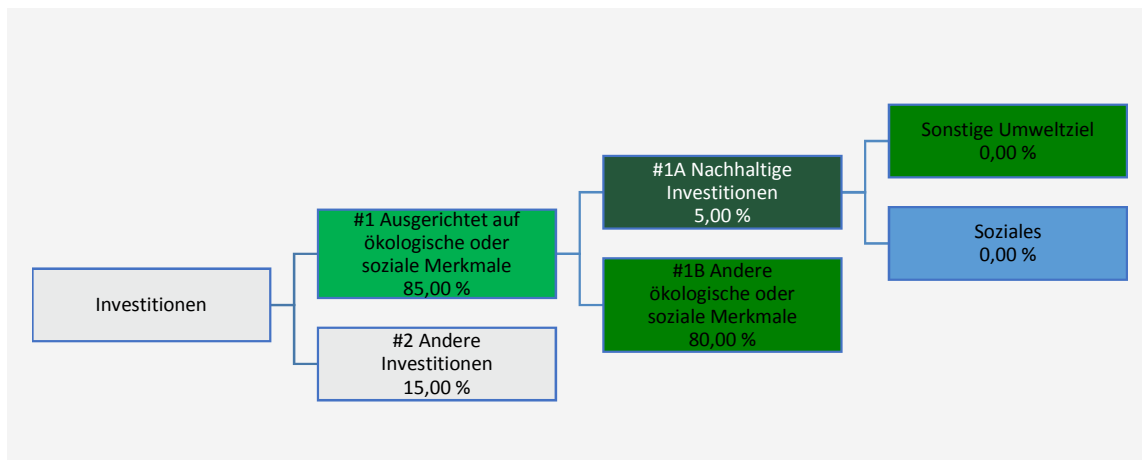 Investitionen
#1 Ausgerichtet auf
ökologische oder
soziale Merkmale
85,00 %
#2 Andere
Investitionen
15,00 %
#1A Nachhaltige
Investitionen
5,00 %
#1B Andere
ökologische oder
soziale Merkmale
80,00 %
Sonstige Umweltziel
0,00 %
Soziales
0,00 %